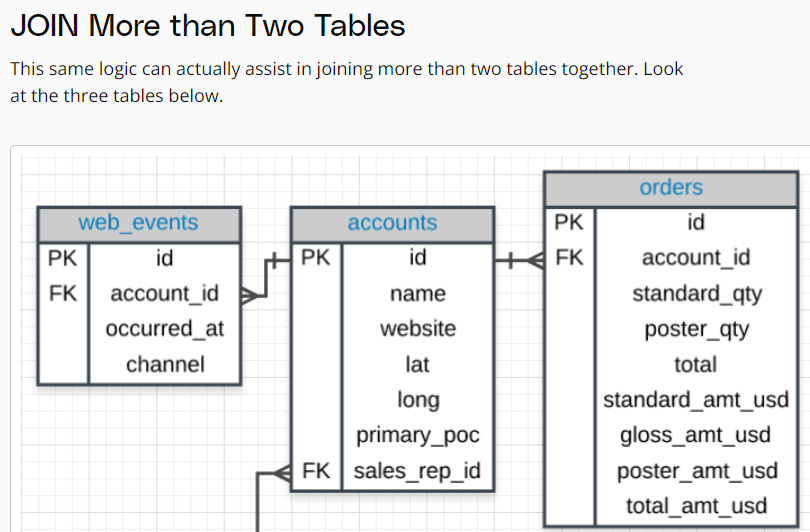 JOIN More than Two Tables
This same logic can actually assist in joining more than two tables together. Look
at the three tables below.
web_events
PK id
FK account_id
occurred_at
channel
accounts
PK id
name
website
lat
long
primary_poc
FK sales_rep_id
orders
PK id
FK account_id
standard_qty
poster_qty
total
standard_amt_usd
gloss_amt_usd
poster_amt_usd
total_amt_usd